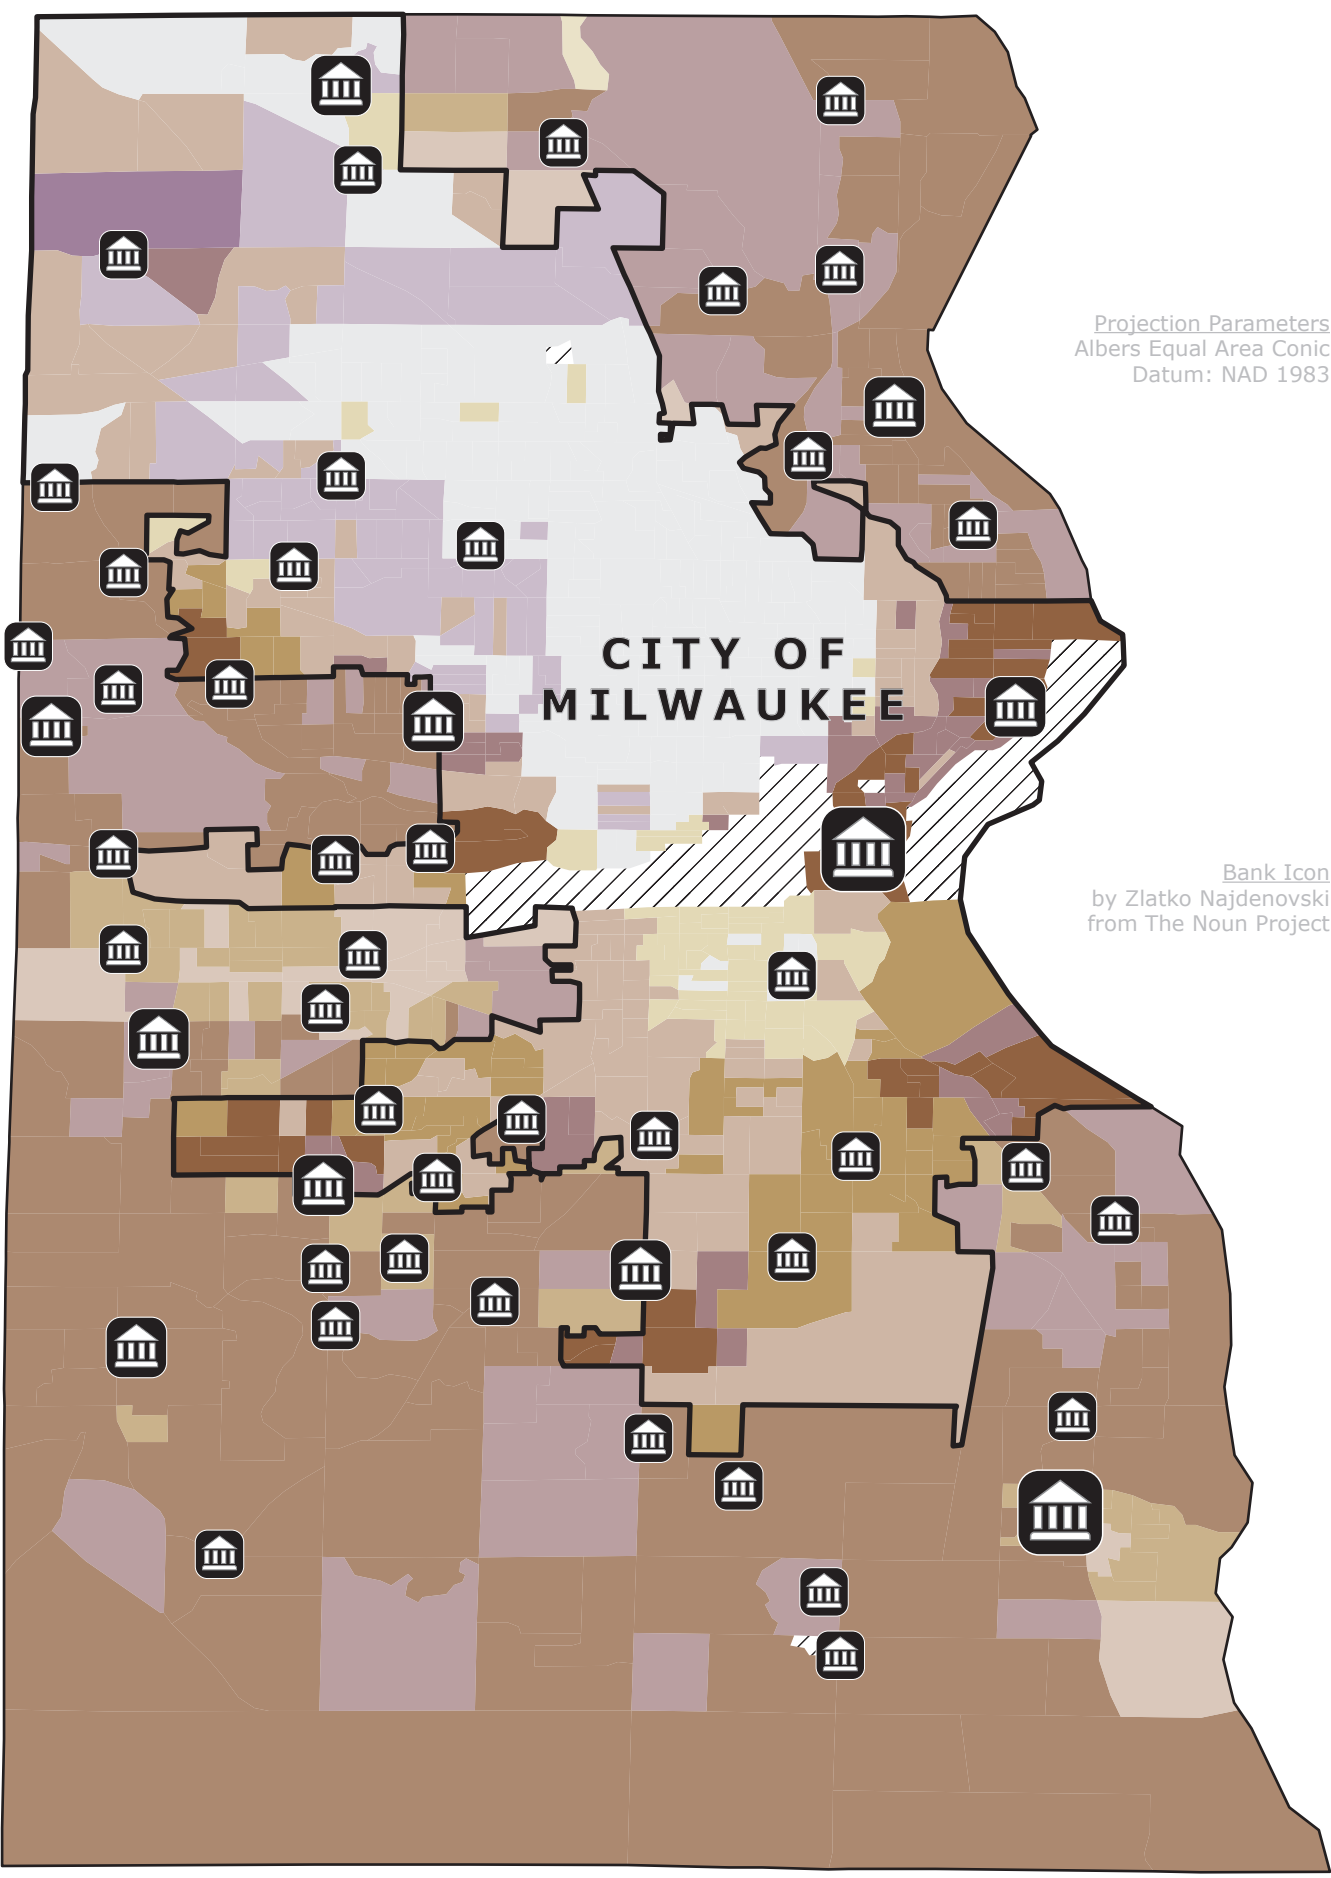 Projection Parameters
Albers Equal Area Conic
Datum: NAD 1983
CITY OF
MILWAUKEE
Bank Icon
by Zlatko Najdenovski
from The Noun Project